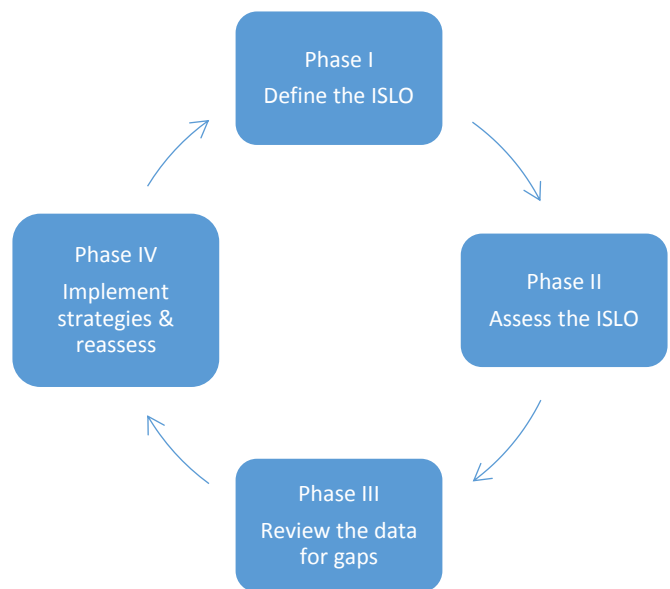 Phase I
Define the ISLO
Phase II
Assess the ISLO
Phase III
Review the data
for gaps
Phase IV
Implement
strategies &
reassess